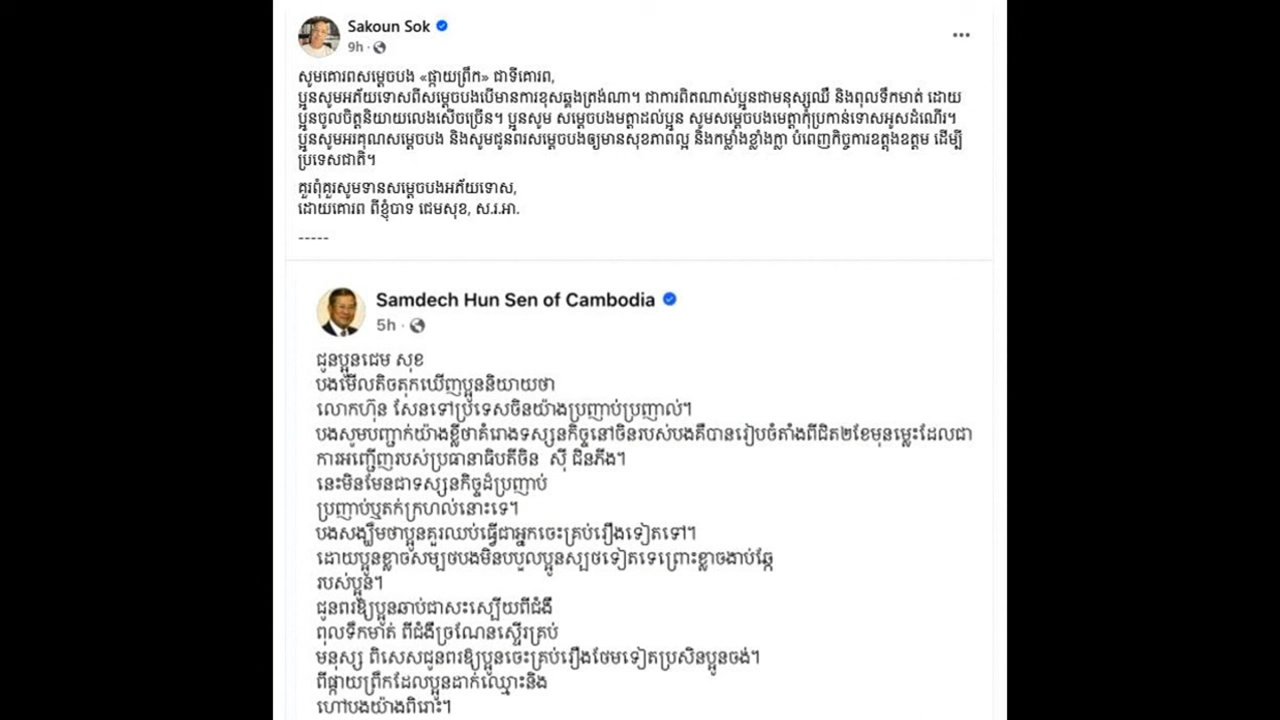 Sakoun Sok
9h ·
សូមគោរពសម្តេចបង «ផ្កាយព្រឹក» ជាទីគោរព,
ប្អូនសូមអភ័យទោសពីសម្តេចបងបើមានការខុសឆ្គងត្រង់ណា។ ជាការពិតណាស់ប្អូនជាមនុស្សឈឺ និងពុលទឹកមាត់ ដោយ
ប្អូនចូលចិត្តនិយាយលេងសើចច្រើន។ ប្អូនសូម សម្តេចបងមត្តាដល់ប្អូន សូមសម្តេចបងមេត្តាកុំប្រកាន់ទោសអូសដំណើរ។
ប្អូនសូមអរគុណសម្តេចបង និងសូមជូនពរសម្តេចបងឲ្យមានសុខភាពល្អ និងកម្លាំងខ្លាំងក្លា បំពេញកិច្ចការឧត្តុងឧត្តម ដើម្បី
ប្រទេសជាតិ។
គួរពុំគួរសូមទានសម្តេចបងអភ័យទោស,
ដោយគោរព ពីខ្ញុំបាទ ជេមសុខ, ស.រ.អា.
-----
Samdech Hun Sen of Cambodia
5h ·
ជូនប្អូនជេម សុខ
បងមើលតិចតុកឃើញប្អូននិយាយថា
លោកហ៊ុន សែនទៅប្រទេសចិនយ៉ាងប្រញាប់ប្រញាល់។
បងសូមបញ្ជាក់យ៉ាងខ្លីថាគំរោងទស្សនកិច្ចនៅចិនរបស់បងគឺបានរៀបចំតាំងពីជិត២ខែមុនម្លេះដែលជា
ការអញ្ជើញរបស់ប្រធានាធិបតីចិន ស៊ី ជិនភីង។
នេះមិនមែនជាទស្សនកិច្ចដ៏ប្រញាប់
ប្រញាប់ឬតក់ក្រហល់នោះទេ។
បងសង្ឃឹមថាប្អូនគួរឈប់ធ្វើជាអ្នកចេះគ្រប់រឿងទៀតទៅ។
ដោយប្អូនខ្លាចសម្បថបងមិនបបួលប្អូនស្បថទៀតទេព្រោះខ្លាចងាប់ឆ្កែ
របស់ប្អូន។
ជូនពរឱ្យប្អូនឆាប់ជាសះស្បើយពីជំងឺ
ពុលទឹកមាត់ ពីជំងឺច្រណែនស្ទើរគ្រប់
មនុស្ស ពិសេសជូនពរឱ្យប្អូនចេះគ្រប់រឿងថែមទៀតប្រសិនប្អូនចង់។
ពីផ្កាយព្រឹកដែលប្អូនដាក់ឈ្មោះនិង
ហៅបងយ៉ាងពិរោះ។